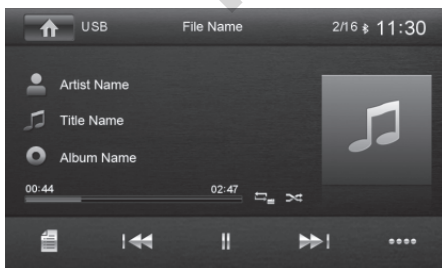 USB File Name 2/16 11:30
Artist Name
Title Name
Album Name
00:44 02:47